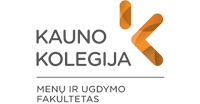 KAUNO
KOLEGIJA
MENŲ IR UGDYMO
FAKULTETAS